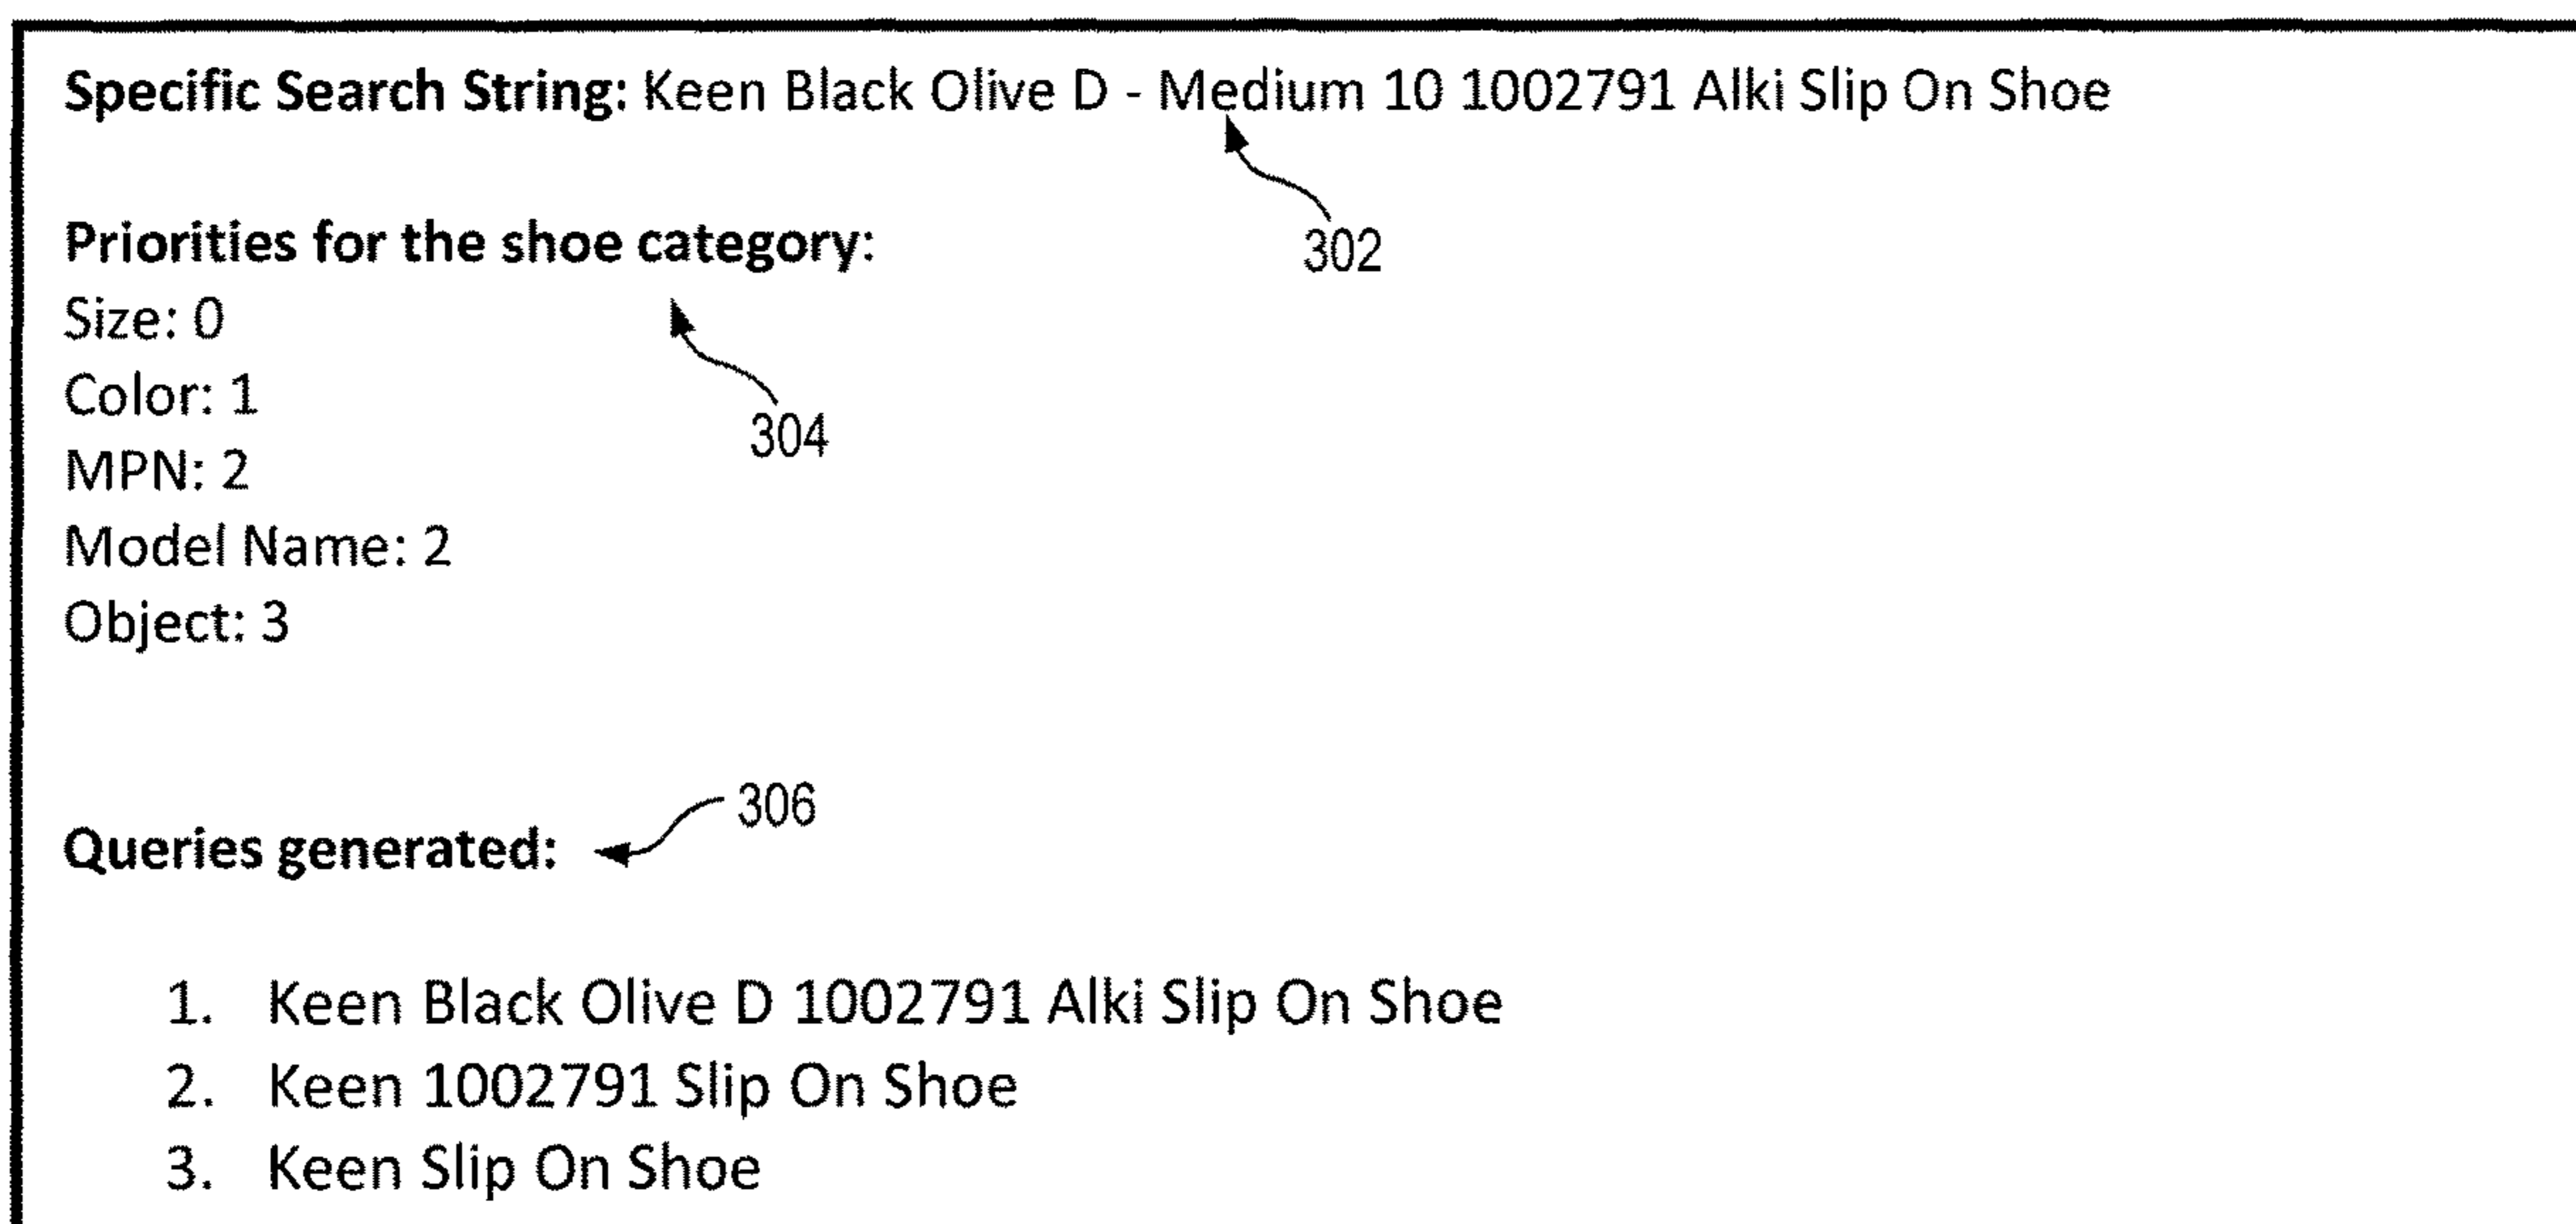 Specific Search String: Keen Black Olive D - Medium 10 1002791 Alki Slip On Shoe
302
Priorities for the shoe category:
304
Size: 0
Color: 1
MPN: 2
Model Name: 2
Object: 3
306
Queries generated:
1. Keen Black Olive D 1002791 Alki Slip On Shoe
2. Keen 1002791 Slip On Shoe
3. Keen Slip On Shoe